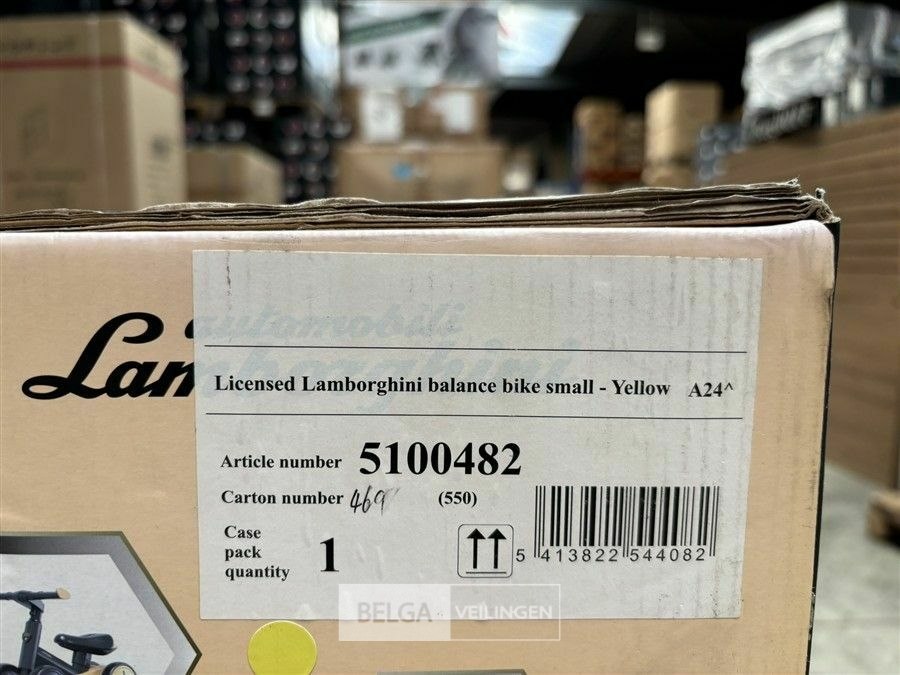 automobili
Lamborghini
Licensed Lamborghini balance bike small - Yellow A24^
Article number 5100482
Carton number 469 (550)
Case
pack
quantity 1
5 413822 544082
BELGA VEILINGEN